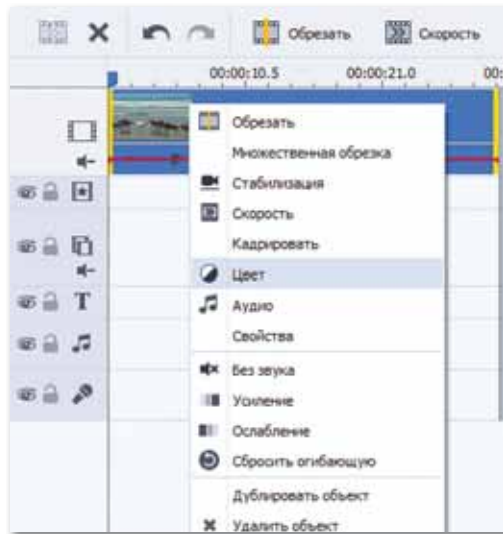 Обрезать Скорость
00:00:10.5 00:00:21.0 00:
Обрезать
Множественная обрезка
Стабилизация
Скорость
Кадрировать
Цвет
Аудио
Свойства
Без звука
Усиление
Ослабление
Сбросить огибающую
Дублировать объект
Удалить объект
T